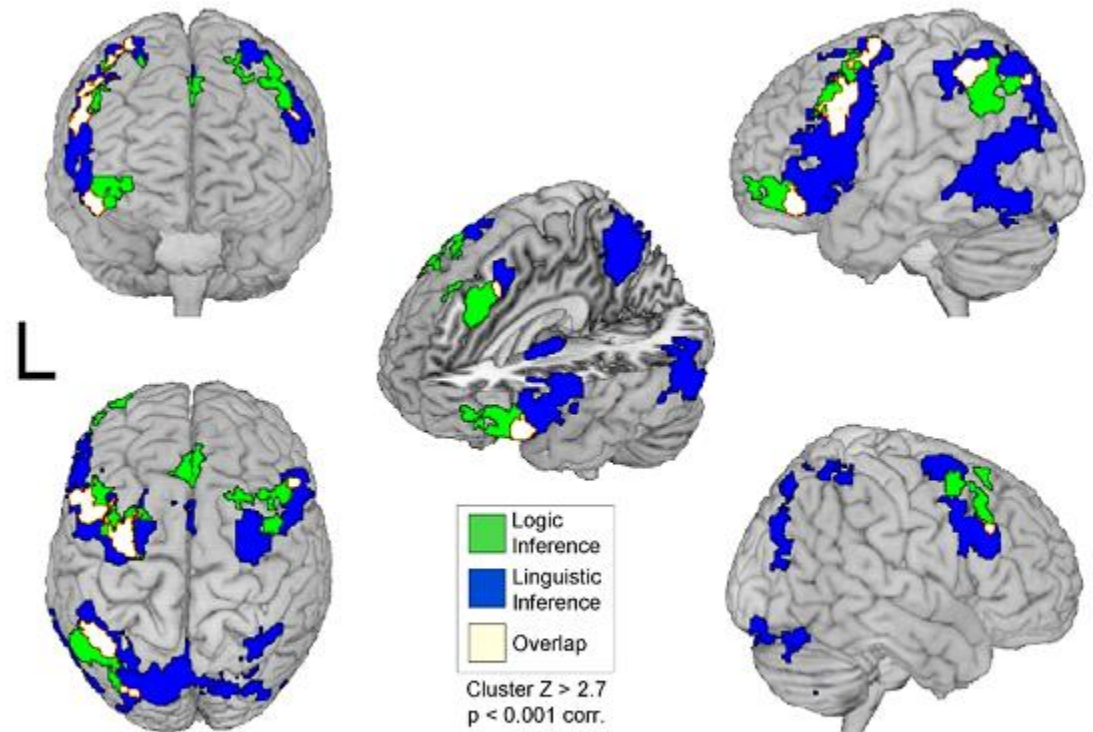 L
Logic
Inference
Linguistic
Inference
Overlap
Cluster Z > 2.7
p < 0.001 corr.